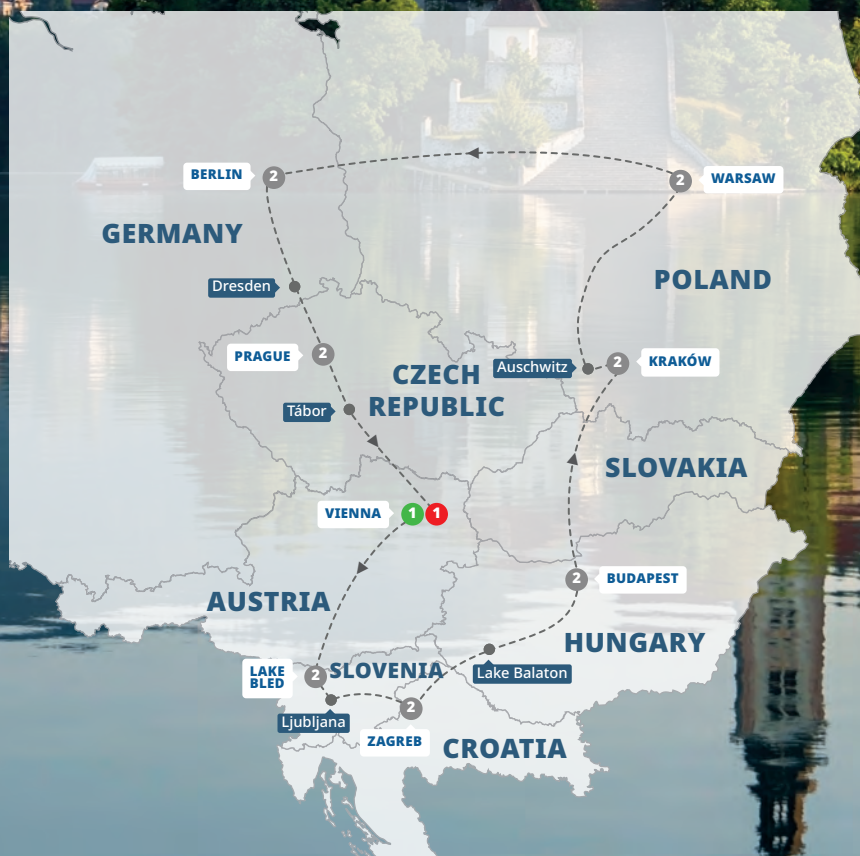 BERLIN
2
2
WARSAW
GERMANY
POLAND
Dresden
PRAGUE
2
Auschwitz
2
KRAKÓW
CZECH
REPUBLIC
Tábor
SLOVAKIA
VIENNA
1
1
2
BUDAPEST
AUSTRIA
HUNGARY
LAKE
BLED
2
SLOVENIA
Lake Balaton
Ljubljana
2
ZAGREB
CROATIA